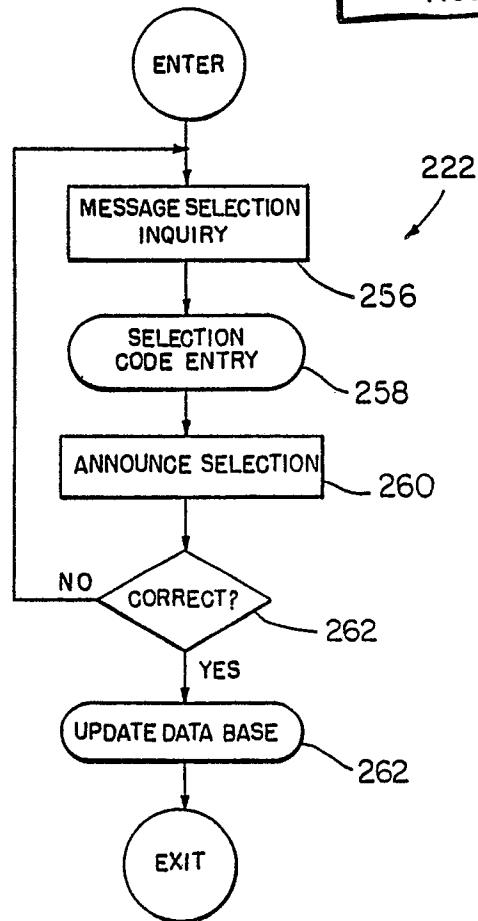 ENTER
222
MESSAGE SELECTION
INQUIRY
256
SELECTION
CODE ENTRY
258
ANNOUNCE SELECTION
260
NO
CORRECT?
262
YES
UPDATE DATA BASE
262
EXIT